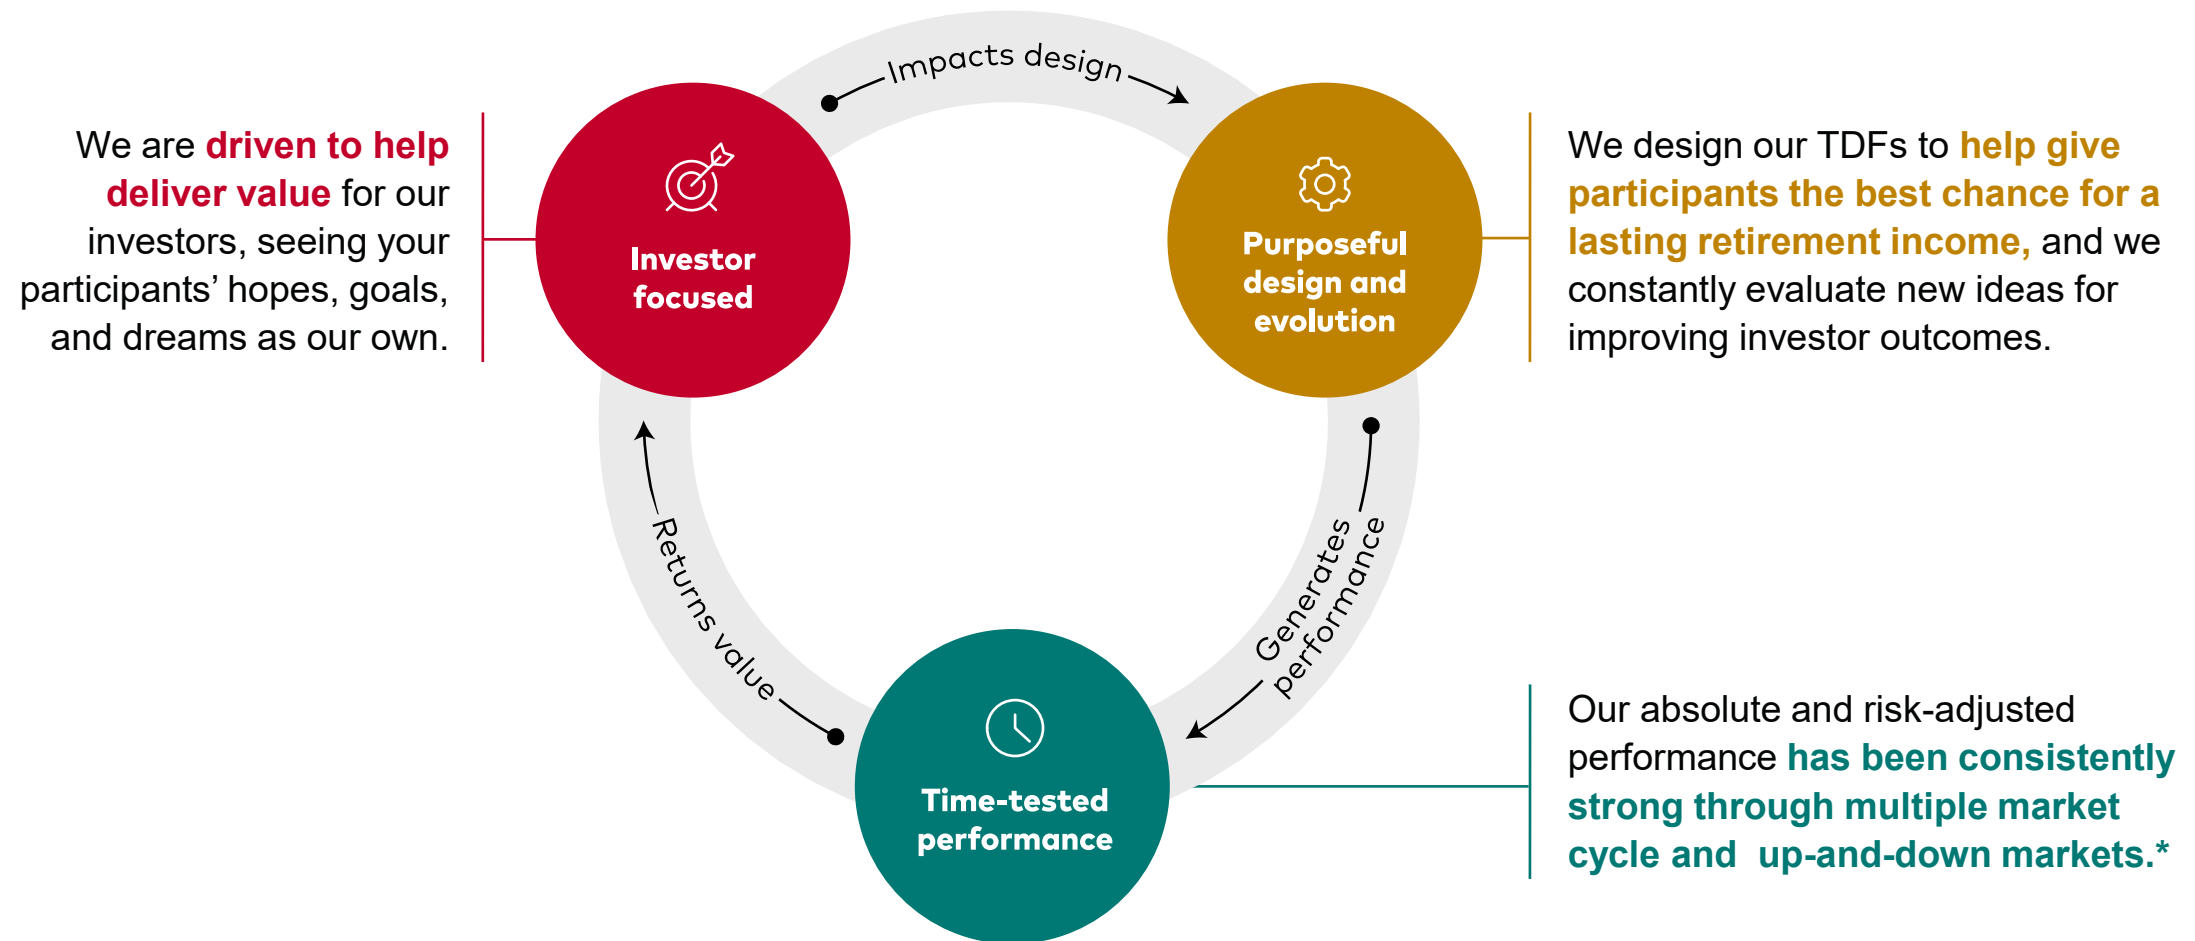 Impacts design
We are driven to help
deliver value for our
investors, seeing your
participants’ hopes, goals,
and dreams as our own.
Investor
focused
Purposeful
design and
evolution
We design our TDFs to help give
participants the best chance for a
lasting retirement income, and we
constantly evaluate new ideas for
improving investor outcomes.
Returns value
Generates
performance
Time-tested
performance
Our absolute and risk-adjusted
performance has been consistently
strong through multiple market
cycle and  up-and-down markets.*